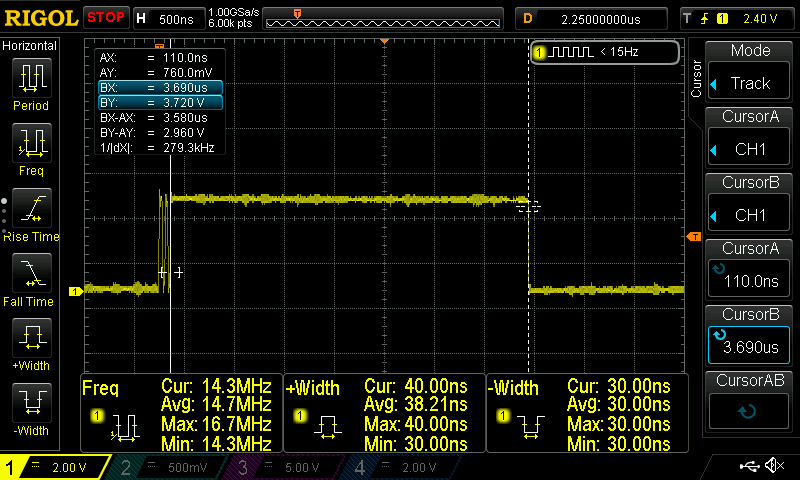 RIGOL STOP H 500ns 1.00GSa/s 6.00k pts D 2.25000000us T 1 2.40 V
Horizontal
Period
Freq
Rise Time
Fall Time
+Width
-Width
AX: = 110.0ns
AY: = 760.0mV
BX: = 3.690us
BY: = 3.720 V
BX-AX: = 3.580us
BY-AY: = 2.960 V
1/|dX|: = 279.3kHz
T
1 < 15Hz
T
1
Cursor
Mode
Track
CursorA
CH1
CursorB
CH1
CursorA
110.0ns
CursorB
3.690us
CursorAB
Freq
1
Cur: 14.3MHz
Avg: 14.7MHz
Max: 16.7MHz
Min: 14.3MHz
+Width
1
Cur: 40.00ns
Avg: 38.21ns
Max: 40.00ns
Min: 30.00ns
-Width
1
Cur: 30.00ns
Avg: 30.00ns
Max: 30.00ns
Min: 30.00ns
1 = 2.00 V 2 = 500mV 3 = 5.00 V 4 = 2.00 V